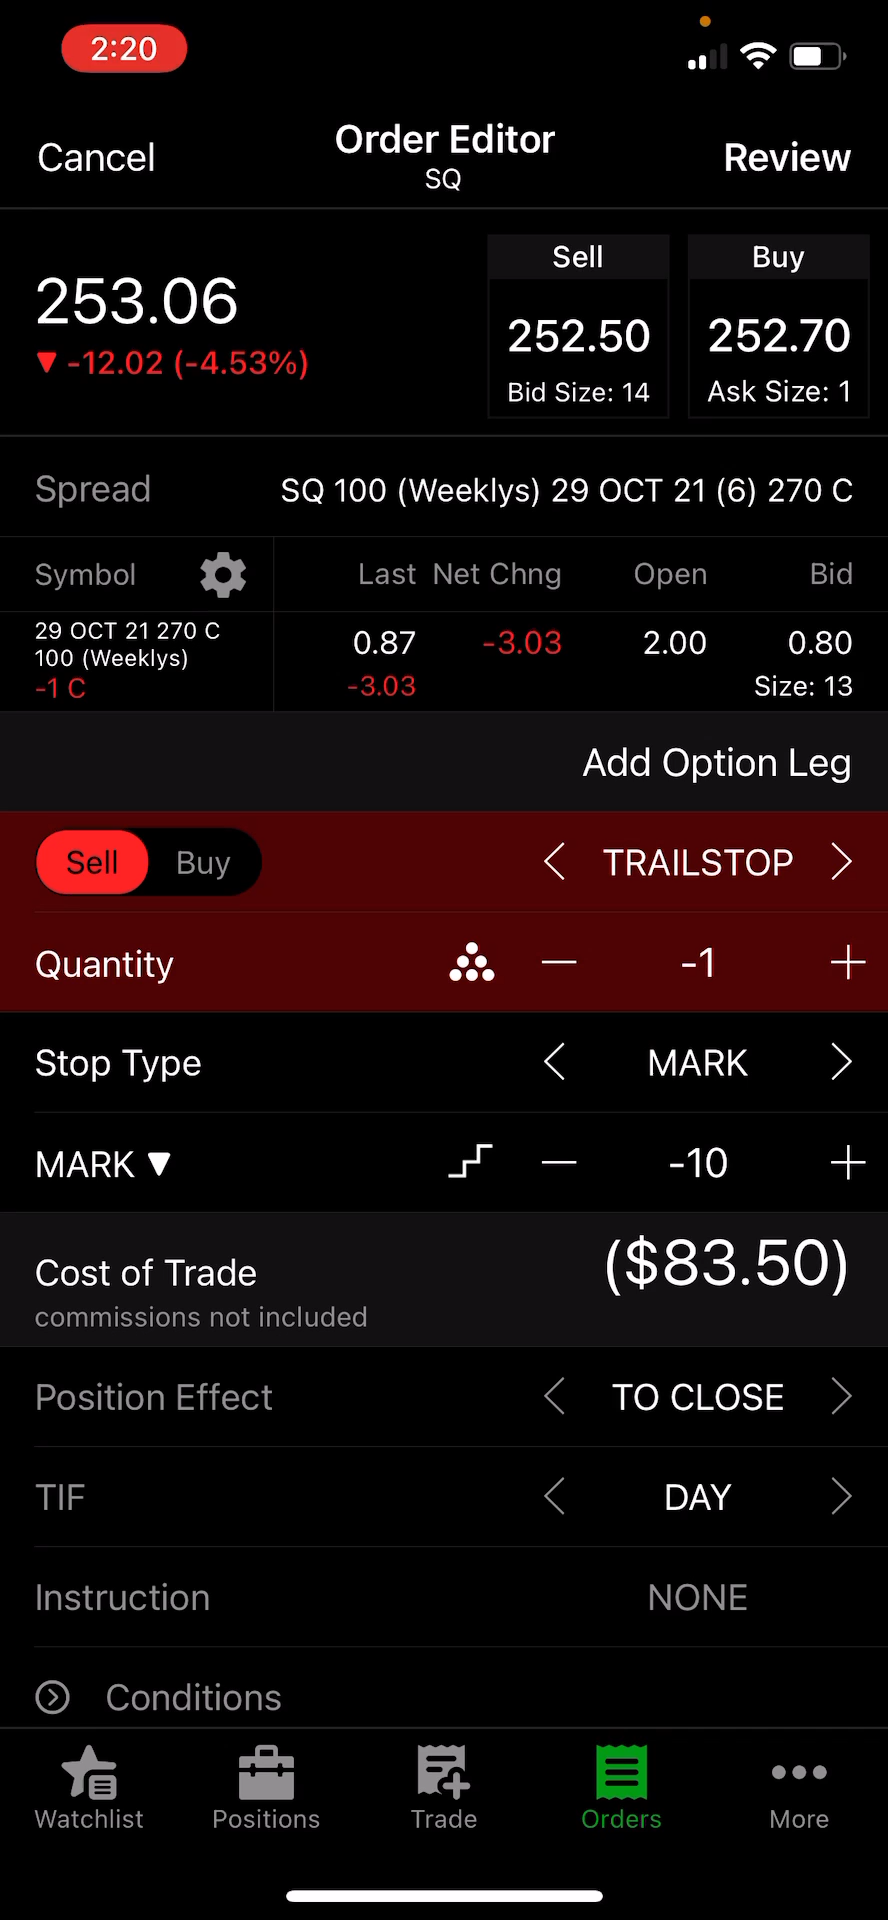 2:20
Cancel
Order Editor
SQ
Review
253.06
▼ -12.02 (-4.53%)
Sell
252.50
Bid Size: 14
Buy
252.70
Ask Size: 1
Spread
SQ 100 (Weeklys) 29 OCT 21 (6) 270 C
Symbol Last Net Chng Open Bid
29 OCT 21 270 C
100 (Weeklys)
-1 C
0.87 -3.03 2.00 0.80
-3.03 Size: 13
Add Option Leg
Sell Buy TRAILSTOP
Quantity -1
Stop Type MARK
MARK ▼ -10
Cost of Trade ($83.50)
commissions not included
Position Effect TO CLOSE
TIF DAY
Instruction NONE
Conditions
Watchlist Positions Trade Orders More